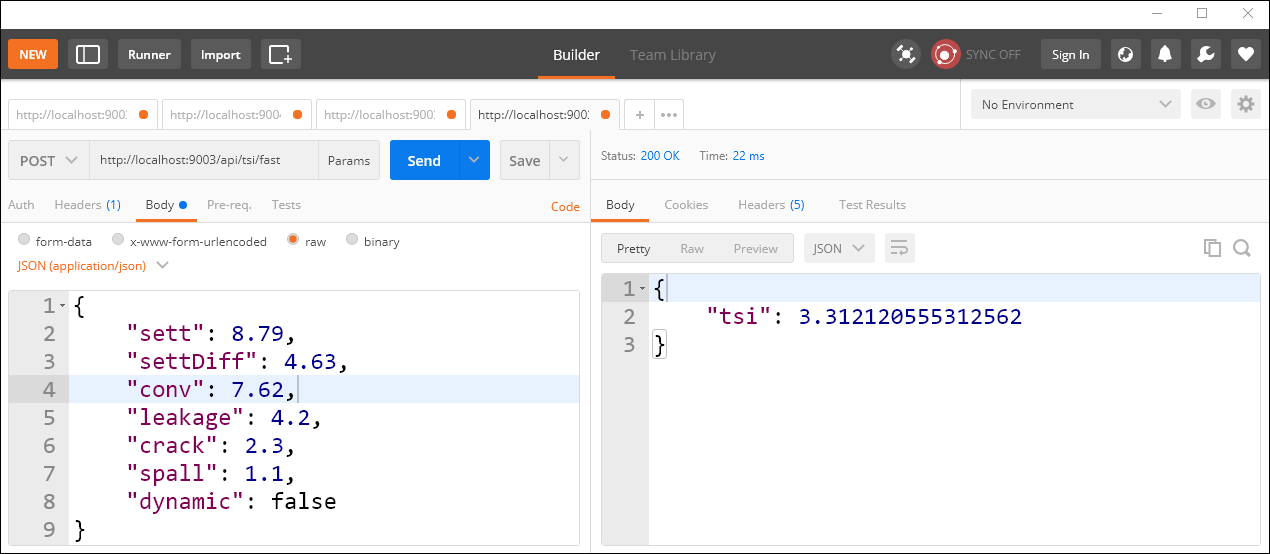 NEW Runner Import Builder Team Library SYNC OFF Sign In
http://localhost:9003 http://localhost:900 http://localhost:9003 http://localhost:9003 + ••• No Environment
POST http://localhost:9003/api/tsi/fast Params Send Save
Status: 200 OK Time: 22 ms
Auth Headers (1) Body Pre-req. Tests Code
Body Cookies Headers (5) Test Results
form-data x-www-form-urlencoded raw binary
JSON (application/json)
Pretty Raw Preview JSON
1 {
2 "sett": 8.79,
3 "settDiff": 4.63,
4 "conv": 7.62,
5 "leakage": 4.2,
6 "crack": 2.3,
7 "spall": 1.1,
8 "dynamic": false
9 }
1 {
2 "tsi": 3.312120555312562
3 }